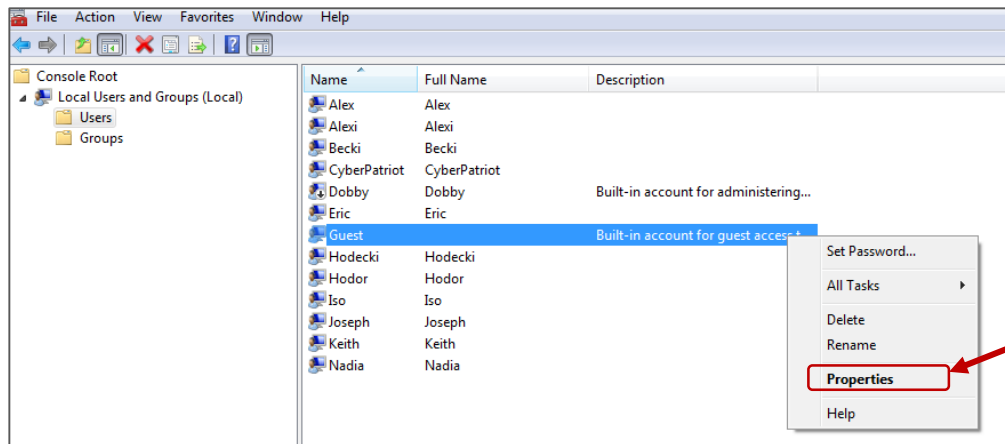 File Action View Favorites Window Help
Console Root
Local Users and Groups (Local)
Users
Groups
Name Full Name Description
Alex Alex
Alexi Alexi
Becki Becki
CyberPatriot CyberPatriot
Dobby Dobby Built-in account for administering...
Eric Eric
Guest Built-in account for guest access t...
Hodecki Hodecki
Hodor Hodor
Iso Iso
Joseph Joseph
Keith Keith
Nadia Nadia
Set Password...
All Tasks
Delete
Rename
Properties
Help